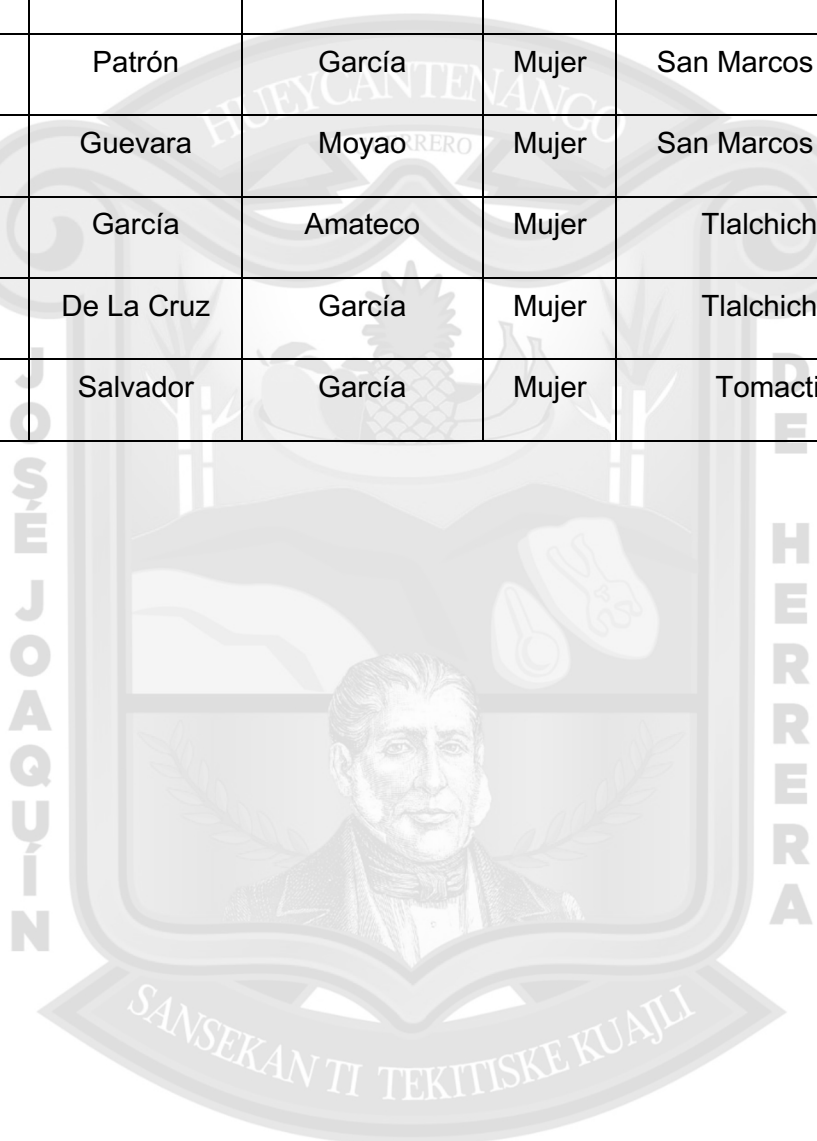 Patrón García Mujer San Marcos
Guevara Moyao Mujer San Marcos
García Amateco Mujer Tlalchich
De La Cruz García Mujer Tlalchich
Salvador García Mujer Tomacti
HUEYCANTENANGO
JOSÉ JOAQUÍN
DE HERRERA
SANSEKAN TI TEKITISKE KUAJLI